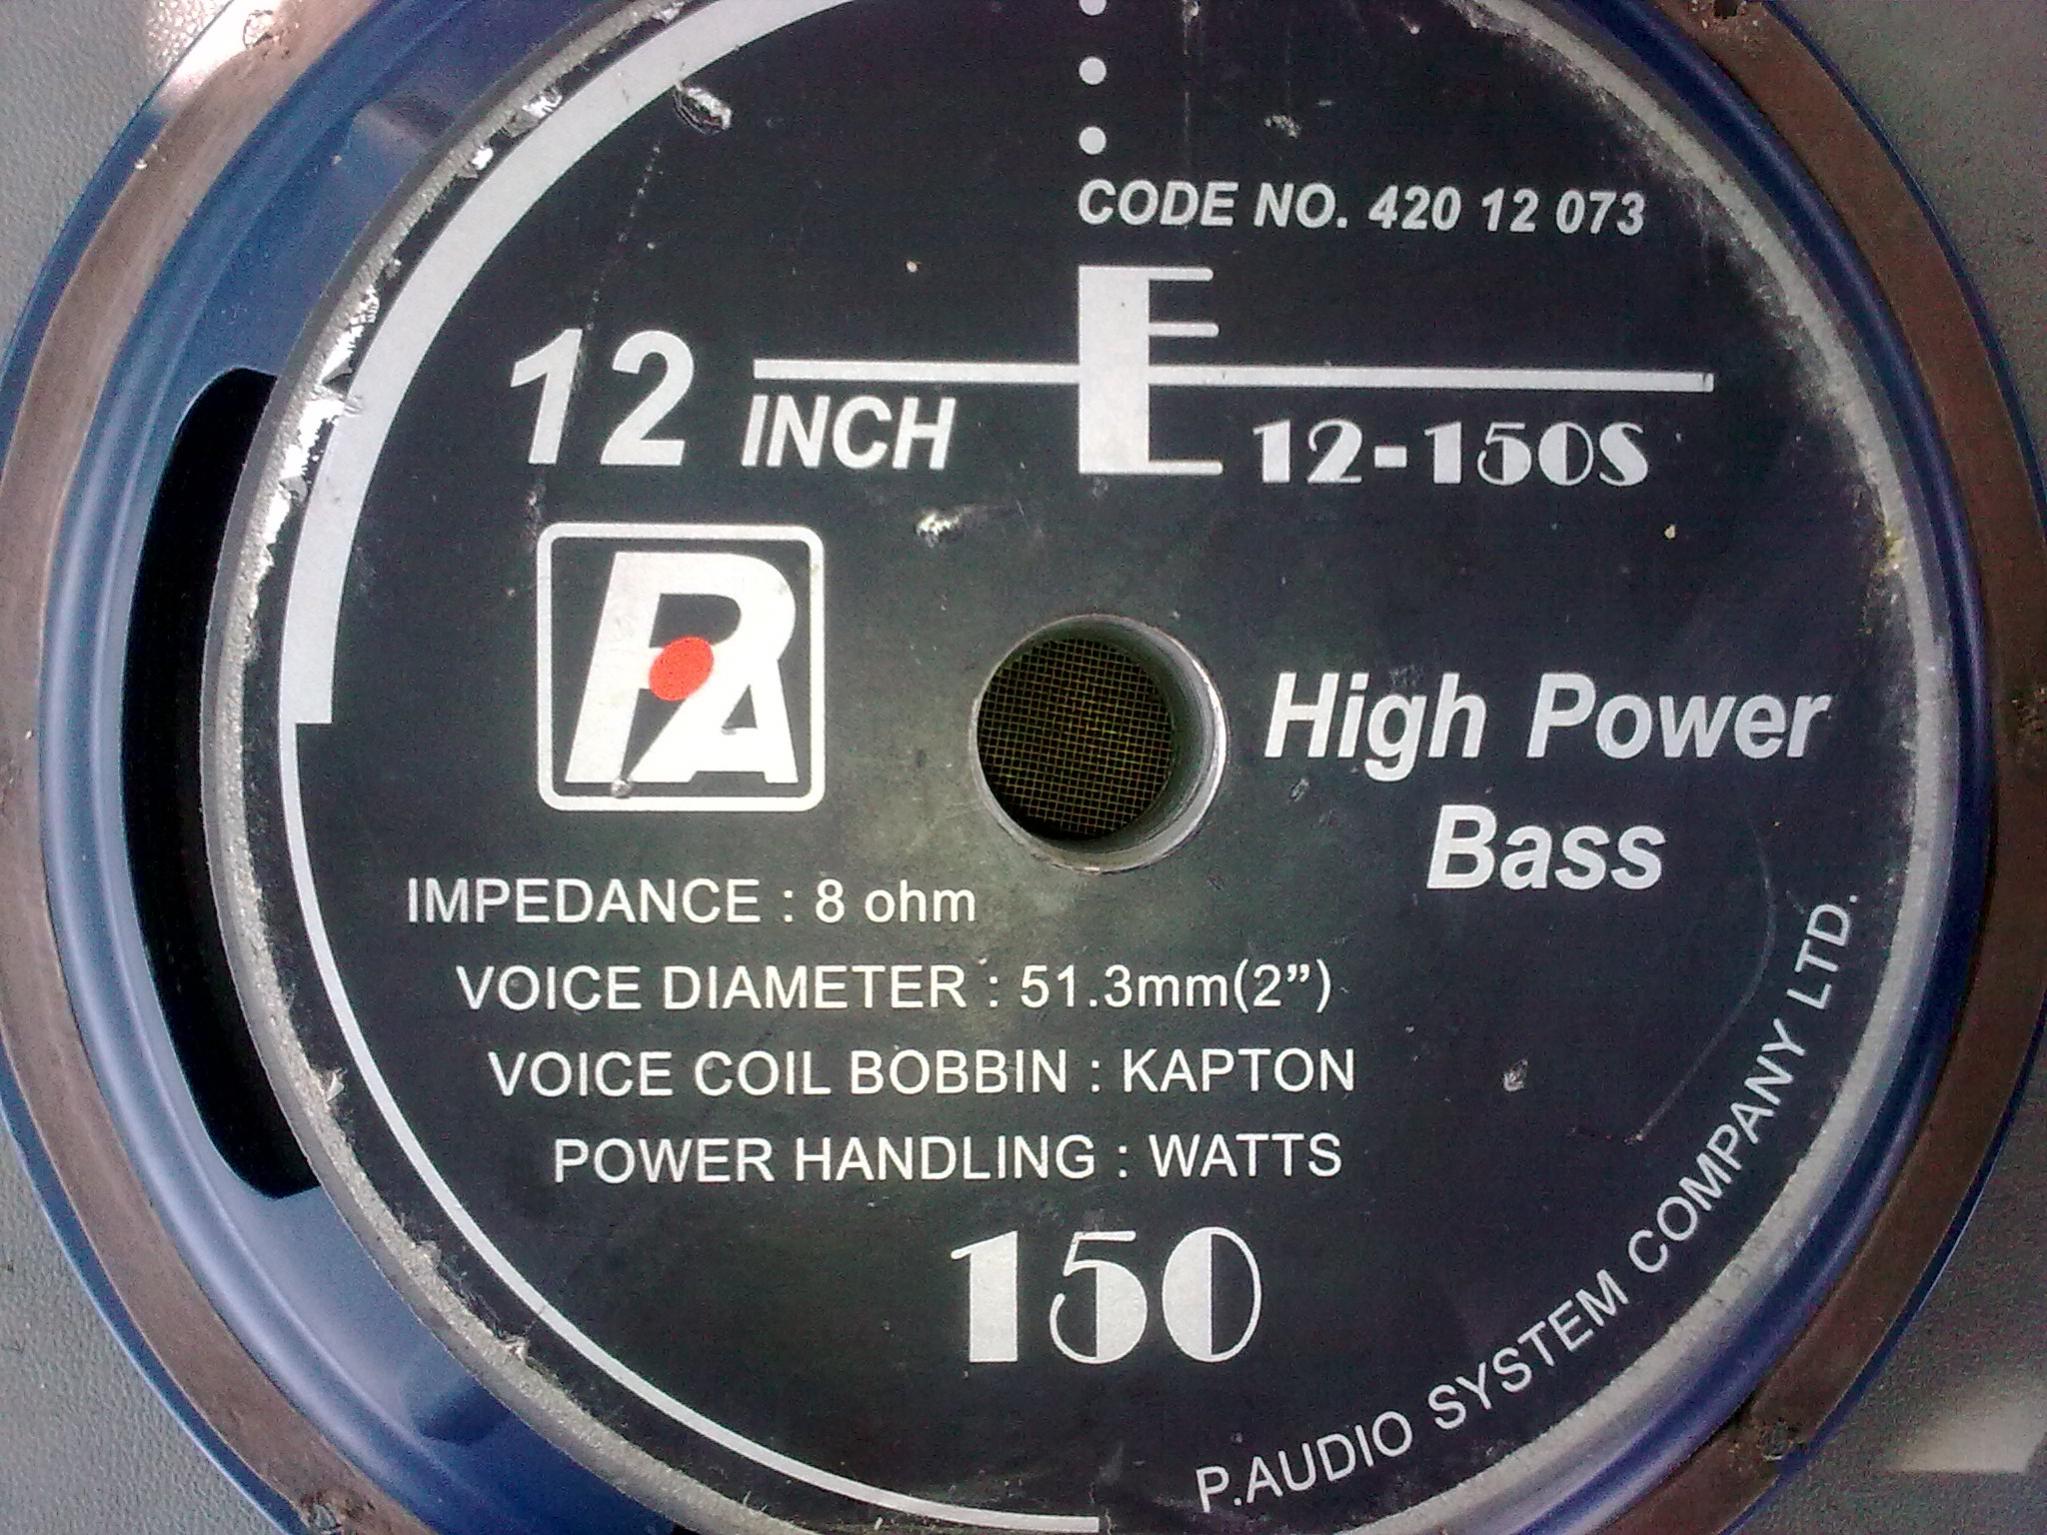 CODE NO. 420 12 073
12 INCH
E 12-150S
PA
High Power
Bass
IMPEDANCE : 8 ohm
VOICE DIAMETER : 51.3mm(2")
VOICE COIL BOBBIN : KAPTON
POWER HANDLING : WATTS
150
P.AUDIO SYSTEM COMPANY LTD.